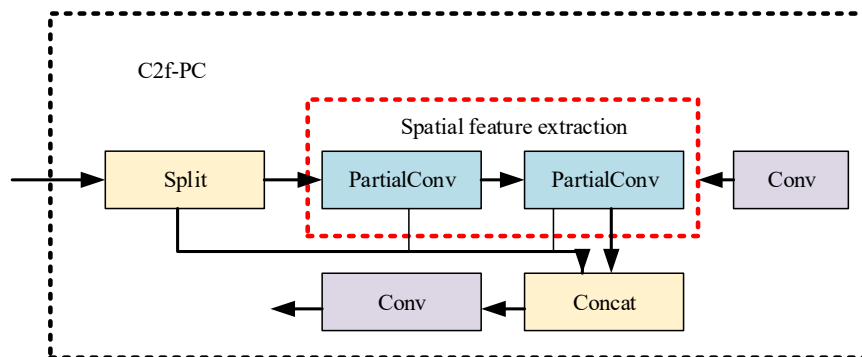 C2f-PC
Spatial feature extraction
Split
PartialConv
PartialConv
Conv
Conv
Concat